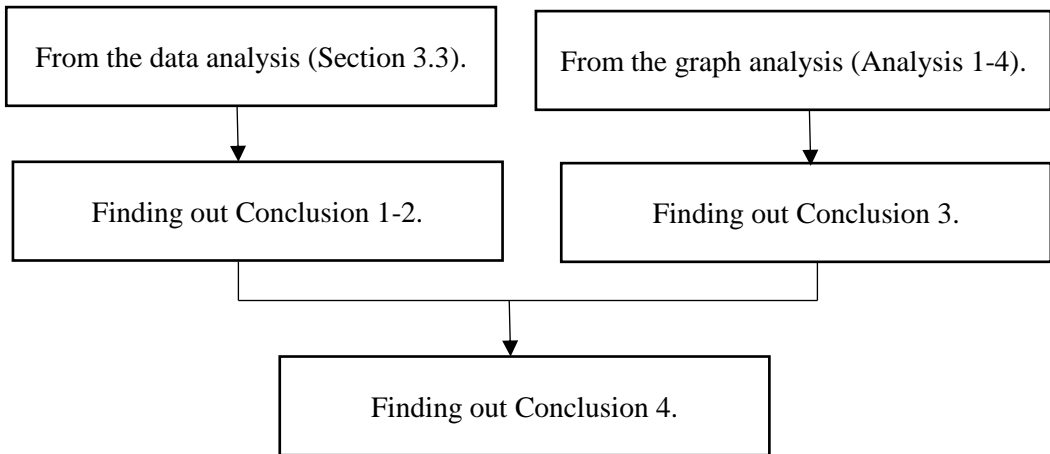 From the data analysis (Section 3.3).
From the graph analysis (Analysis 1-4).
Finding out Conclusion 1-2.
Finding out Conclusion 3.
Finding out Conclusion 4.